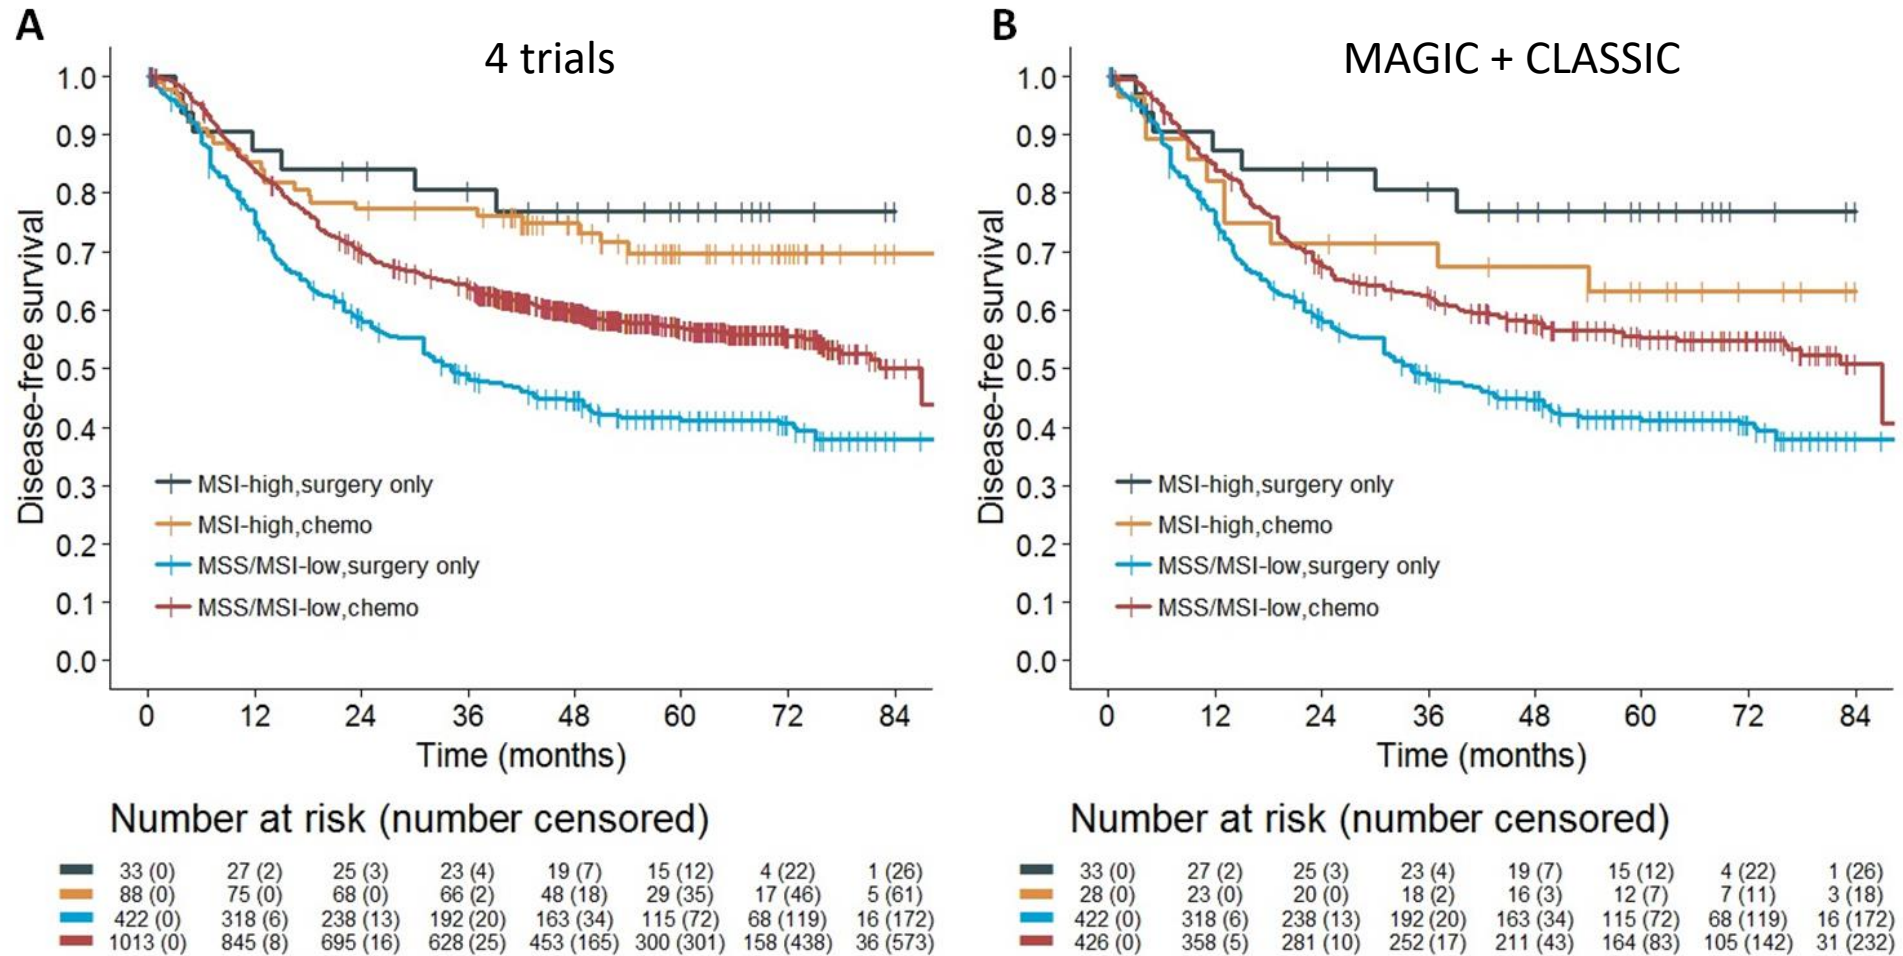 A
4 trials
Disease-free survival
1.0
0.9
0.8
0.7
0.6
0.5
0.4
0.3
0.2
0.1
0.0
MSI-high,surgery only
MSI-high,chemo
MSS/MSI-low,surgery only
MSS/MSI-low,chemo
0 12 24 36 48 60 72 84
Time (months)
Number at risk (number censored)
33 (0) 27 (2) 25 (3) 23 (4) 19 (7) 15 (12) 4 (22) 1 (26)
88 (0) 75 (0) 68 (0) 66 (2) 48 (18) 29 (35) 17 (46) 5 (61)
422 (0) 318 (6) 238 (13) 192 (20) 163 (34) 115 (72) 68 (119) 16 (172)
1013 (0) 845 (8) 695 (16) 628 (25) 453 (165) 300 (301) 158 (438) 36 (573)
B
MAGIC + CLASSIC
Disease-free survival
1.0
0.9
0.8
0.7
0.6
0.5
0.4
0.3
0.2
0.1
0.0
MSI-high,surgery only
MSI-high,chemo
MSS/MSI-low,surgery only
MSS/MSI-low,chemo
0 12 24 36 48 60 72 84
Time (months)
Number at risk (number censored)
33 (0) 27 (2) 25 (3) 23 (4) 19 (7) 15 (12) 4 (22) 1 (26)
28 (0) 23 (0) 20 (0) 18 (2) 16 (3) 12 (7) 7 (11) 3 (18)
422 (0) 318 (6) 238 (13) 192 (20) 163 (34) 115 (72) 68 (119) 16 (172)
426 (0) 358 (5) 281 (10) 252 (17) 211 (43) 164 (83) 105 (142) 31 (232)